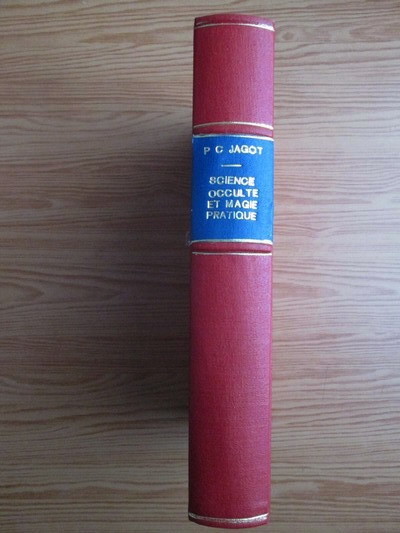 P C JAGOT
SCIENCE
OCCULTE
ET MAGIE
PRATIQUE